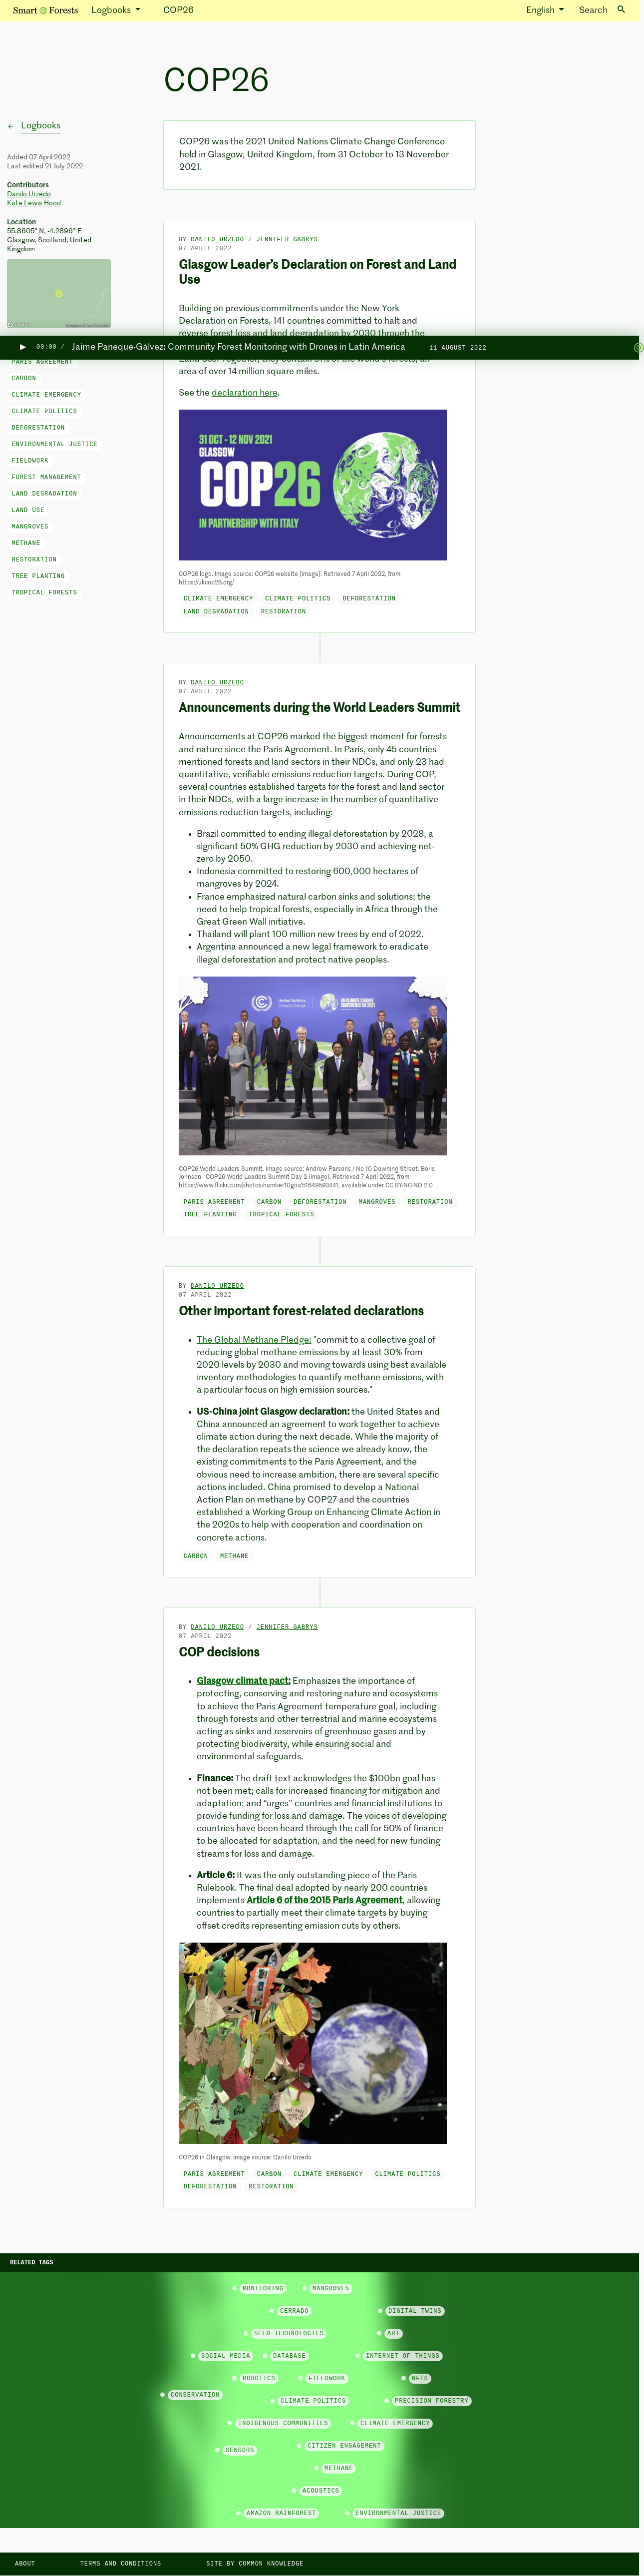 Smart Forests Logbooks COP26 English Search
COP26
Logbooks
Added 07 April 2022
Last edited 21 July 2022
Contributors
Danilo Urzedo
Kate Lewis Hood
Location
55.8605° N, -4.2896° E
Glasgow, Scotland, United
Kingdom
PARIS AGREEMENT
CARBON
CLIMATE EMERGENCY
CLIMATE POLITICS
DEFORESTATION
ENVIRONMENTAL JUSTICE
FIELDWORK
FOREST MANAGEMENT
LAND DEGRADATION
LAND USE
MANGROVES
METHANE
RESTORATION
TREE PLANTING
TROPICAL FORESTS
COP26 was the 2021 United Nations Climate Change Conference
held in Glasgow, United Kingdom, from 31 October to 13 November
2021.
BY DANILO URZEDO / JENNIFER GABRYS
07 APRIL 2022
Glasgow Leader's Declaration on Forest and Land
Use
Building on previous commitments under the New York
Declaration on Forests, 141 countries committed to halt and
reverse forest loss and land degradation by 2030 through the
00:00 / Jaime Paneque-Gálvez: Community Forest Monitoring with Drones in Latin America 11 AUGUST 2022
Land Use. Together, they contain 91% of the world's forests, an
area of over 14 million square miles.
See the declaration here.
31 OCT - 12 NOV 2021
GLASGOW
COP26
IN PARTNERSHIP WITH ITALY
COP26 logo. Image source: COP26 website [image]. Retrieved 7 April 2022, from
https://ukcop26.org/
CLIMATE EMERGENCY CLIMATE POLITICS DEFORESTATION
LAND DEGRADATION RESTORATION
BY DANILO URZEDO
07 APRIL 2022
Announcements during the World Leaders Summit
Announcements at COP26 marked the biggest moment for forests
and nature since the Paris Agreement. In Paris, only 45 countries
mentioned forests and land sectors in their NDCs, and only 23 had
quantitative, verifiable emissions reduction targets. During COP,
several countries established targets for the forest and land sector
in their NDCs, with a large increase in the number of quantitative
emissions reduction targets, including:
• Brazil committed to ending illegal deforestation by 2028, a
significant 50% GHG reduction by 2030 and achieving net-
zero by 2050.
• Indonesia committed to restoring 600,000 hectares of
mangroves by 2024.
• France emphasized natural carbon sinks and solutions; the
need to help tropical forests, especially in Africa through the
Great Green Wall initiative.
• Thailand will plant 100 million new trees by end of 2022.
• Argentina announced a new legal framework to eradicate
illegal deforestation and protect native peoples.
COP26 World Leaders Summit. Image source: Andrew Parsons / No 10 Downing Street. Boris
Johnson - COP26 World Leaders Summit Day 2 [image]. Retrieved 7 April 2022, from
https://www.flickr.com/photos/number10gov/51649593441, available under CC BY-NC-ND 2.0
PARIS AGREEMENT CARBON DEFORESTATION MANGROVES RESTORATION
TREE PLANTING TROPICAL FORESTS
BY DANILO URZEDO
07 APRIL 2022
Other important forest-related declarations
• The Global Methane Pledge: "commit to a collective goal of
reducing global methane emissions by at least 30% from
2020 levels by 2030 and moving towards using best available
inventory methodologies to quantify methane emissions, with
a particular focus on high emission sources."
• US-China joint Glasgow declaration: the United States and
China announced an agreement to work together to achieve
climate action during the next decade. While the majority of
the declaration repeats the science we already know, the
existing commitments to the Paris Agreement, and the
obvious need to increase ambition, there are several specific
actions included. China promised to develop a National
Action Plan on methane by COP27 and the countries
established a Working Group on Enhancing Climate Action in
the 2020s to help with cooperation and coordination on
concrete actions.
CARBON METHANE
BY DANILO URZEDO / JENNIFER GABRYS
07 APRIL 2022
COP decisions
• Glasgow climate pact: Emphasizes the importance of
protecting, conserving and restoring nature and ecosystems
to achieve the Paris Agreement temperature goal, including
through forests and other terrestrial and marine ecosystems
acting as sinks and reservoirs of greenhouse gases and by
protecting biodiversity, while ensuring social and
environmental safeguards.
• Finance: The draft text acknowledges the $100bn goal has
not been met; calls for increased financing for mitigation and
adaptation; and "urges" countries and financial institutions to
provide funding for loss and damage. The voices of developing
countries have been heard through the call for 50% of finance
to be allocated for adaptation, and the need for new funding
streams for loss and damage.
• Article 6: It was the only outstanding piece of the Paris
Rulebook. The final deal adopted by nearly 200 countries
implements Article 6 of the 2015 Paris Agreement, allowing
countries to partially meet their climate targets by buying
offset credits representing emission cuts by others.
COP26 in Glasgow. Image source: Danilo Urzedo
PARIS AGREEMENT CARBON CLIMATE EMERGENCY CLIMATE POLITICS
DEFORESTATION RESTORATION
RELATED TAGS
MONITORING MANGROVES
CERRADO DIGITAL TWINS
SEED TECHNOLOGIES ART
SOCIAL MEDIA DATABASE INTERNET OF THINGS
ROBOTICS FIELDWORK NFTS
CONSERVATION CLIMATE POLITICS PRECISION FORESTRY
INDIGENOUS COMMUNITIES CLIMATE EMERGENCY
SENSORS CITIZEN ENGAGEMENT
METHANE
ACOUSTICS
AMAZON RAINFOREST ENVIRONMENTAL JUSTICE
ABOUT TERMS AND CONDITIONS SITE BY COMMON KNOWLEDGE